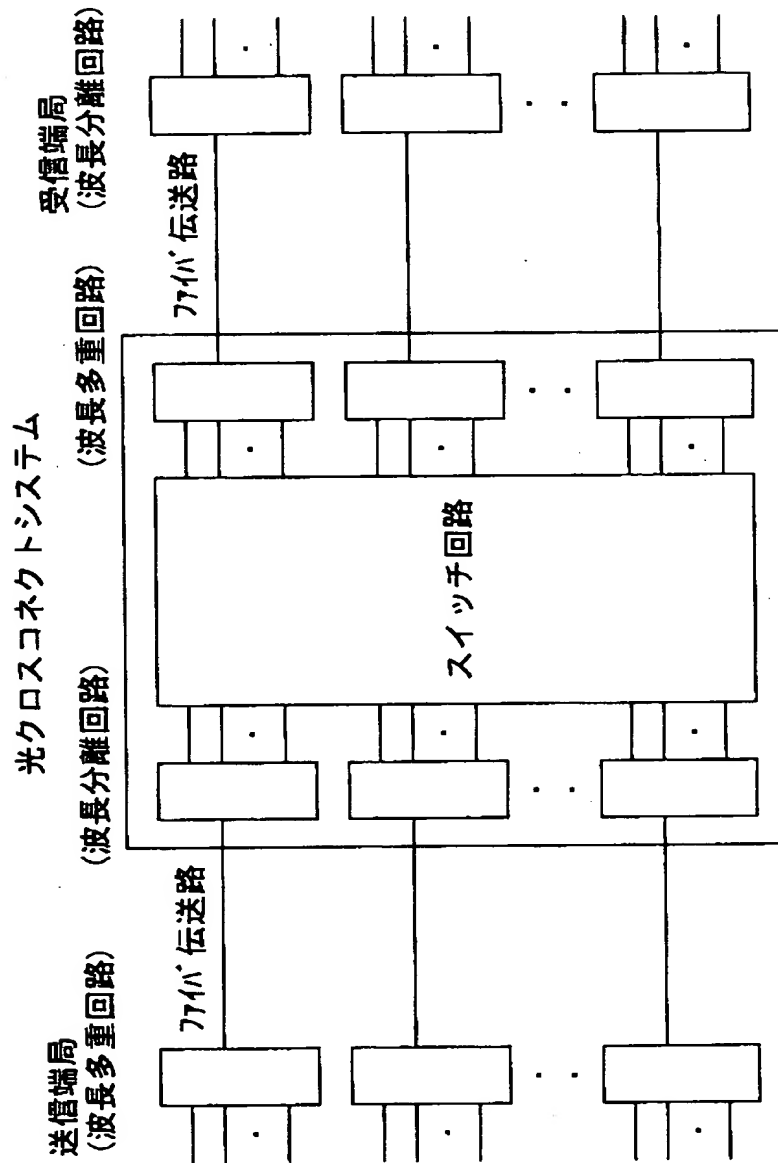 光クロスコネクトシステム
送信端局
(波長多重回路)
(波長分離回路)
(波長多重回路)
受信端局
(波長分離回路)
ファイバ伝送路
ファイバ伝送路
スイッチ回路